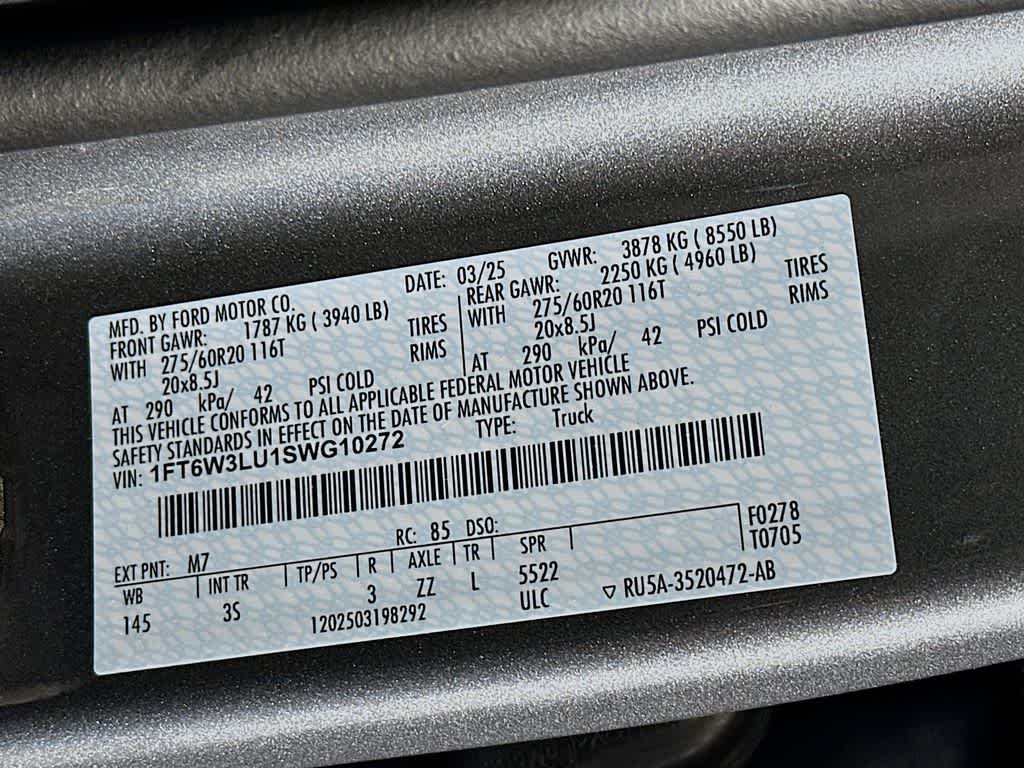 MFD. BY FORD MOTOR CO. DATE: 03/25 GVWR: 3878 KG ( 8550 LB)
FRONT GAWR: 1787 KG ( 3940 LB) REAR GAWR: 2250 KG ( 4960 LB)
WITH 275/60R20 116T TIRES WITH 275/60R20 116T TIRES
20x8.5J RIMS 20x8.5J RIMS
AT 290 kPa/ 42 PSI COLD AT 290 kPa/ 42 PSI COLD
THIS VEHICLE CONFORMS TO ALL APPLICABLE FEDERAL MOTOR VEHICLE
SAFETY STANDARDS IN EFFECT ON THE DATE OF MANUFACTURE SHOWN ABOVE.
VIN: 1FT6W3LU1SWG10272 TYPE: Truck
EXT PNT: M7 RC: 85 DSO: F0278
WB INT TR TP/PS R AXLE TR SPR T0705
145 3S 3 ZZ L 5522
1202503198292 ULC ▽ RU5A-3520472-AB